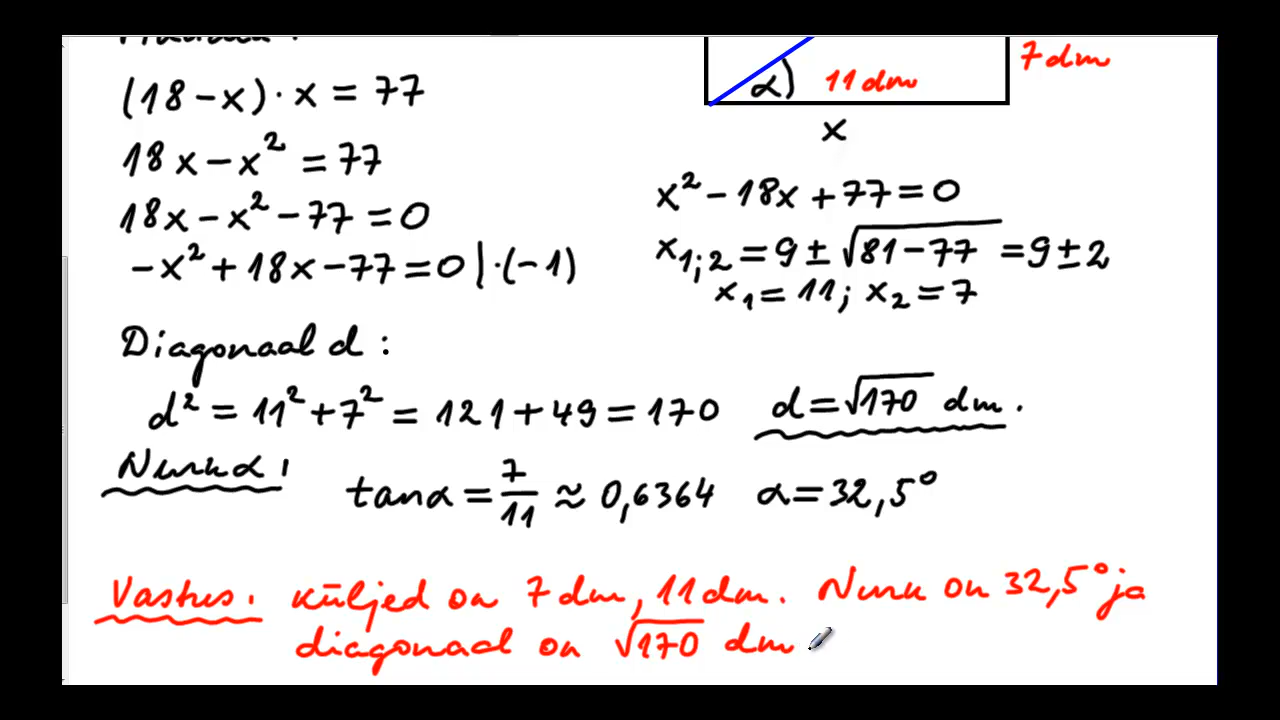 7 dm
α) 11 dm
x
(18 - x) · x = 77
18x - x² = 77
18x - x² - 77 = 0
-x² + 18x - 77 = 0 | · (-1)
x² - 18x + 77 = 0
x₁;₂ = 9 ± √(81 - 77) = 9 ± 2
x₁ = 11; x₂ = 7
Diagonaal d :
d² = 11² + 7² = 121 + 49 = 170 d = √170 dm .
Nurk α :
tan α = 7/11 ≈ 0,6364 α = 32,5°
Vastus. küljed on 7 dm, 11 dm. Nurk on 32,5° ja
diagonaal on √170 dm